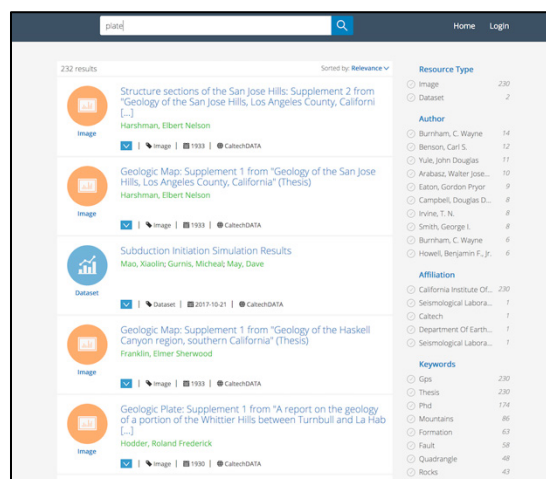 plate
Home Login
232 results
Sorted by: Relevance
Structure sections of the San Jose Hills: Supplement 2 from
"Geology of the San Jose Hills, Los Angeles County, Californi
[...]
Harshman, Elbert Nelson
Image
Image | 1933 | CaltechDATA
Geologic Map: Supplement 1 from "Geology of the San Jose
Hills, Los Angeles County, California" (Thesis)
Harshman, Elbert Nelson
Image
Image | 1933 | CaltechDATA
Subduction Initiation Simulation Results
Mao, Xiaolin; Gurnis, Micheal; May, Dave
Dataset
Dataset | 2017-10-21 | CaltechDATA
Geologic Map: Supplement 1 from "Geology of the Haskell
Canyon region, southern California" (Thesis)
Franklin, Elmer Sherwood
Image
Image | 1933 | CaltechDATA
Geologic Plate: Supplement 1 from "A report on the geology
of a portion of the Whittier Hills between Turnbull and La Hab
[...]
Hodder, Roland Frederick
Image
Image | 1930 | CaltechDATA
Resource Type
Image 230
Dataset 2
Author
Burnham, C. Wayne 14
Benson, Carl S. 12
Yule, John Douglas 11
Arabasz, Walter Jose... 10
Eaton, Gordon Pryor 9
Campbell, Douglas D... 8
Irvine, T. N. 8
Smith, George I. 8
Burnham, C. Wayne 6
Howell, Benjamin F., Jr. 6
Affiliation
California Institute Of... 230
Seismological Labora... 1
Caltech 1
Department Of Earth... 1
Seismological Labora... 1
Keywords
Gps 230
Thesis 230
Phd 174
Mountains 86
Formation 63
Fault 58
Quadrangle 48
Rocks 43